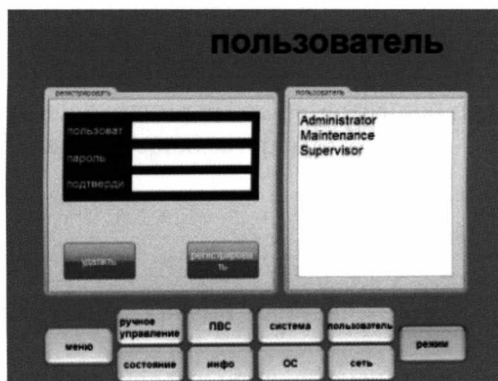 пользователь
регистрировать
пользователь
пользоват
пароль
подтверди
удалить
регистрирова
ть
Administrator
Maintenance
Supervisor
меню
ручное
управление
ПВС
система
пользователь
режим
состояние
инфо
ОС
сеть